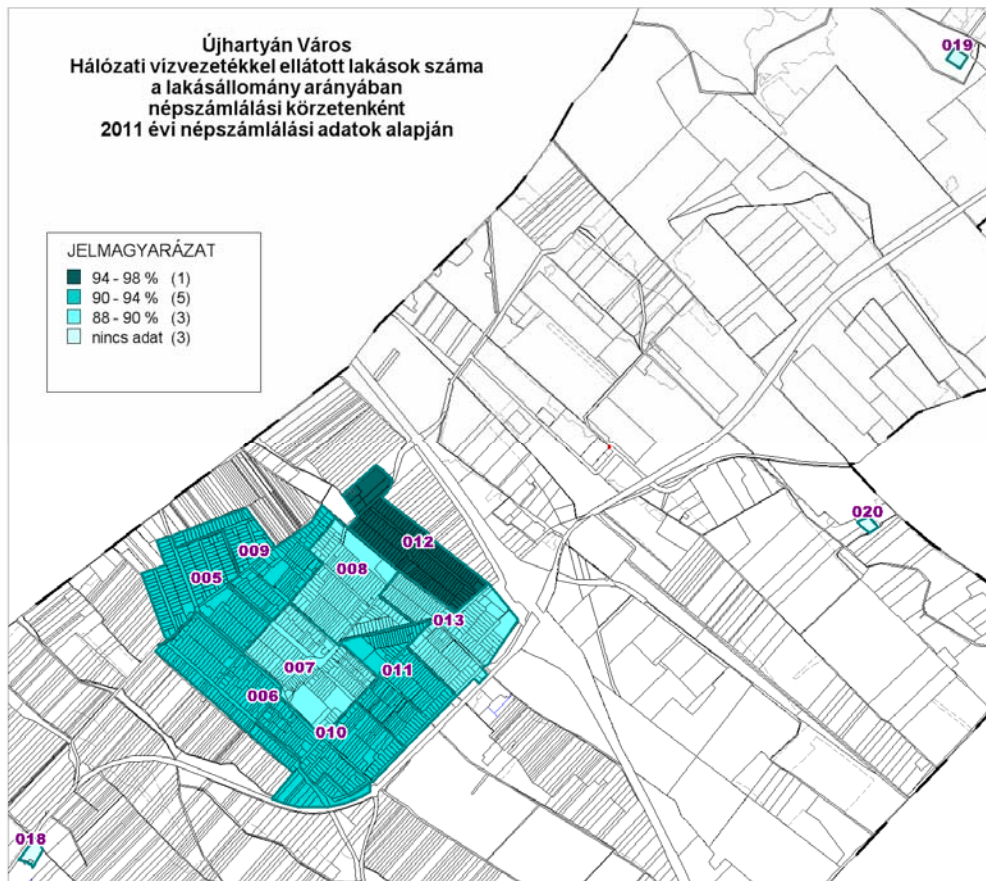 Újhartyán Város
Hálózati vízvezetékkel ellátott lakások száma
a lakásállomány arányában
népszámlálási körzetenként
2011 évi népszámlálási adatok alapján
019
JELMAGYARÁZAT
94 - 98 % (1)
90 - 94 % (5)
88 - 90 % (3)
nincs adat (3)
020
012
009
008
005
013
007
011
006
010
018